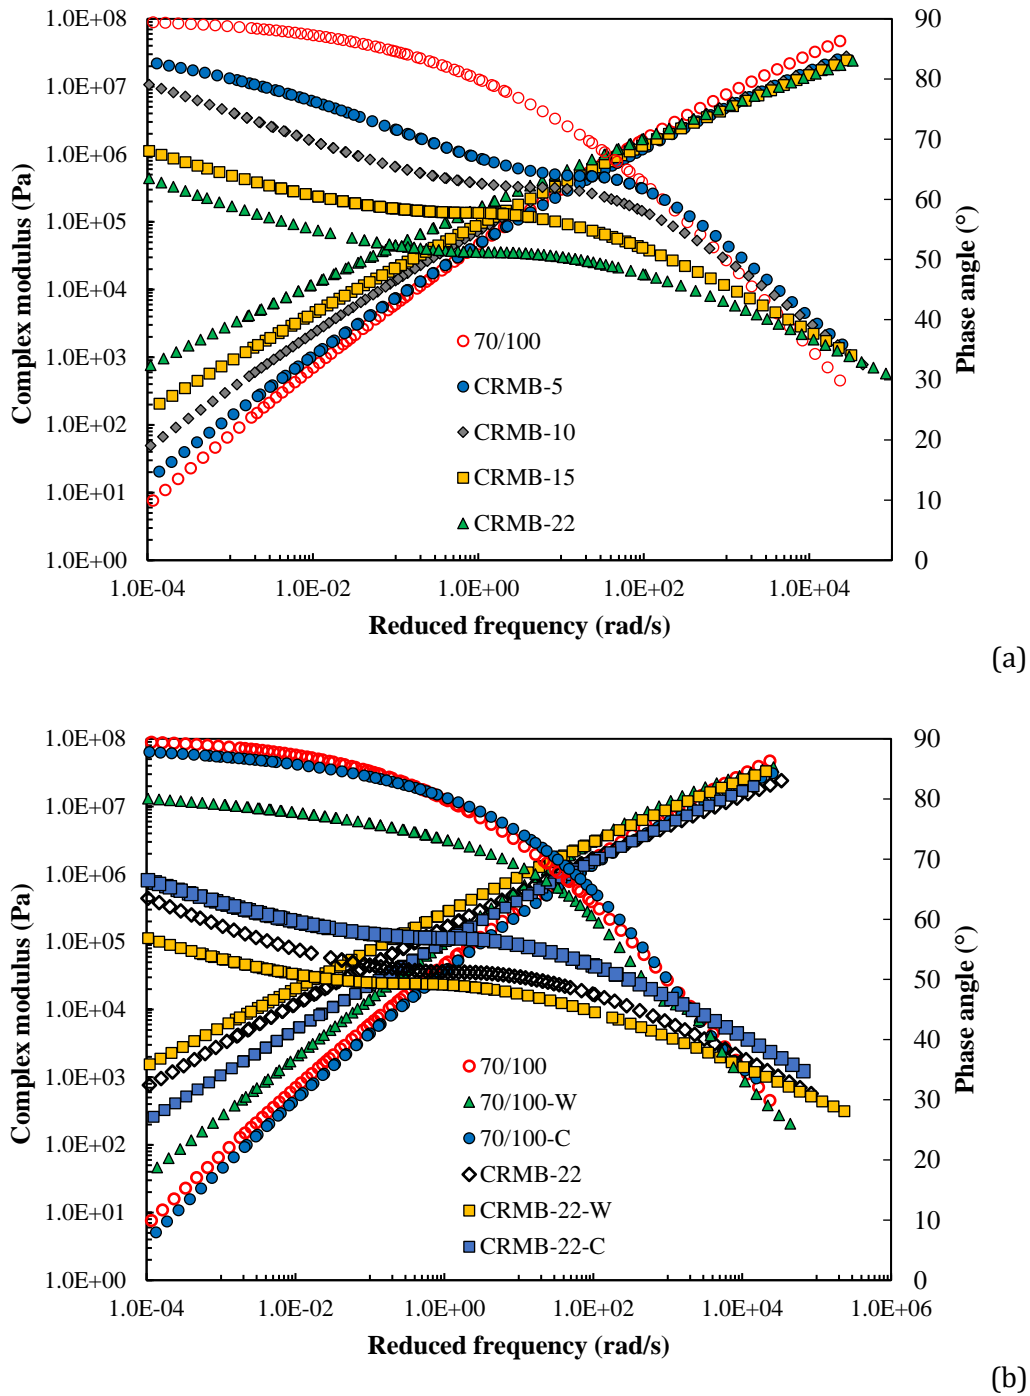 1.0E+08
1.0E+07
1.0E+06
1.0E+05
1.0E+04
1.0E+03
1.0E+02
1.0E+01
1.0E+00
Complex modulus (Pa)
90
80
70
60
50
40
30
20
10
0
Phase angle (°)
70/100
CRMB-5
CRMB-10
CRMB-15
CRMB-22
1.0E-04 1.0E-02 1.0E+00 1.0E+02 1.0E+04
Reduced frequency (rad/s)
(a)
1.0E+08
1.0E+07
1.0E+06
1.0E+05
1.0E+04
1.0E+03
1.0E+02
1.0E+01
1.0E+00
Complex modulus (Pa)
90
80
70
60
50
40
30
20
10
0
Phase angle (°)
70/100
70/100-W
70/100-C
CRMB-22
CRMB-22-W
CRMB-22-C
1.0E-04 1.0E-02 1.0E+00 1.0E+02 1.0E+04 1.0E+06
Reduced frequency (rad/s)
(b)